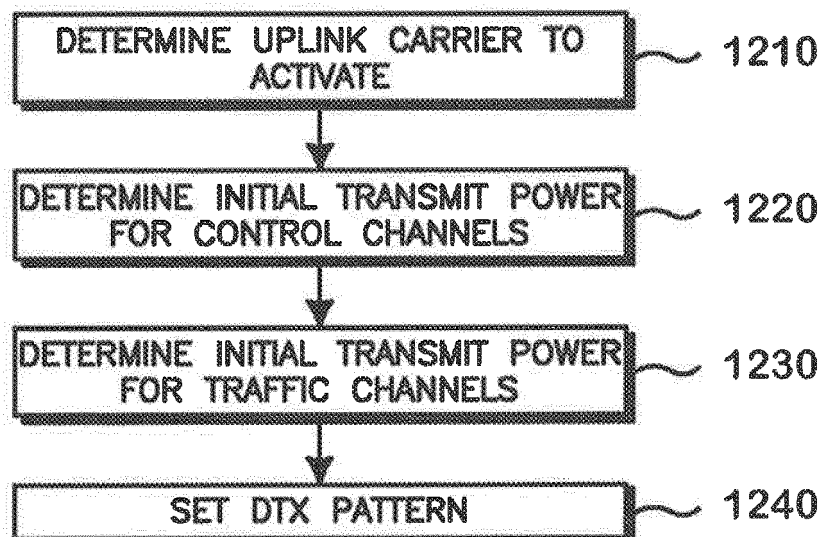 DETERMINE UPLINK CARRIER TO
ACTIVATE
1210
DETERMINE INITIAL TRANSMIT POWER
FOR CONTROL CHANNELS
1220
DETERMINE INITIAL TRANSMIT POWER
FOR TRAFFIC CHANNELS
1230
SET DTX PATTERN
1240